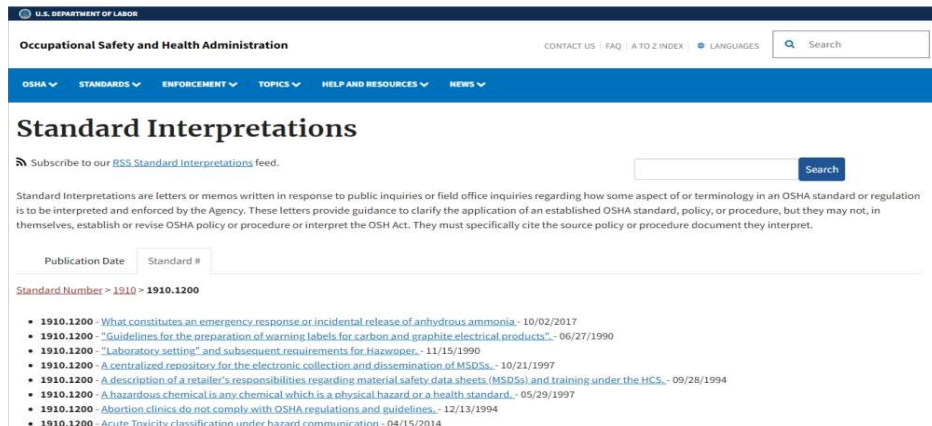 U.S. DEPARTMENT OF LABOR
Occupational Safety and Health Administration
CONTACT US | FAQ | A TO Z INDEX | LANGUAGES
Search
OSHA STANDARDS ENFORCEMENT TOPICS HELP AND RESOURCES NEWS
Standard Interpretations
Subscribe to our RSS Standard Interpretations feed.
Search
Standard Interpretations are letters or memos written in response to public inquiries or field office inquiries regarding how some aspect of or terminology in an OSHA standard or regulation
is to be interpreted and enforced by the Agency. These letters provide guidance to clarify the application of an established OSHA standard, policy, or procedure, but they may not, in
themselves, establish or revise OSHA policy or procedure or interpret the OSH Act. They must specifically cite the source policy or procedure document they interpret.
Publication Date Standard #
Standard Number > 1910 > 1910.1200
• 1910.1200 - What constitutes an emergency response or incidental release of anhydrous ammonia - 10/02/2017
• 1910.1200 - "Guidelines for the preparation of warning labels for carbon and graphite electrical products". - 06/27/1990
• 1910.1200 - "Laboratory setting" and subsequent requirements for Hazwoper. - 11/15/1990
• 1910.1200 - A centralized repository for the electronic collection and dissemination of MSDSs. - 10/21/1997
• 1910.1200 - A description of a retailer's responsibilities regarding material safety data sheets (MSDSs) and training under the HCS. - 09/28/1994
• 1910.1200 - A hazardous chemical is any chemical which is a physical hazard or a health standard. - 05/29/1997
• 1910.1200 - Abortion clinics do not comply with OSHA regulations and guidelines. - 12/13/1994
• 1910.1200 - Acute Toxicity classification under hazard communication - 04/15/2014